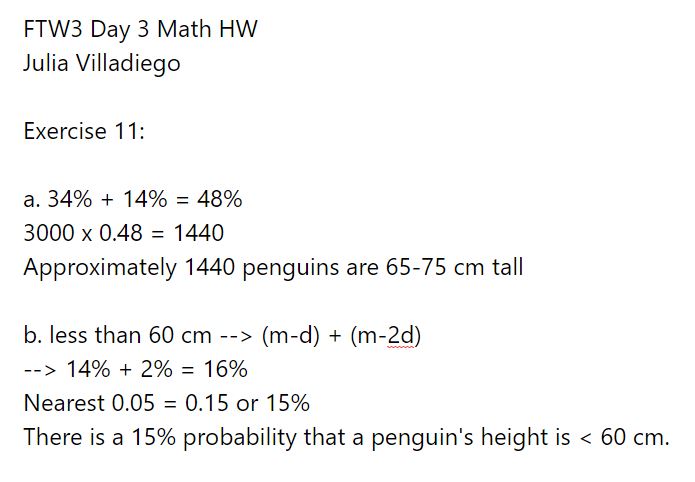 FTW3 Day 3 Math HW
Julia Villadiego
Exercise 11:
a. 34% + 14% = 48%
3000 x 0.48 = 1440
Approximately 1440 penguins are 65-75 cm tall
b. less than 60 cm --> (m-d) + (m-2d)
--> 14% + 2% = 16%
Nearest 0.05 = 0.15 or 15%
There is a 15% probability that a penguin's height is < 60 cm.